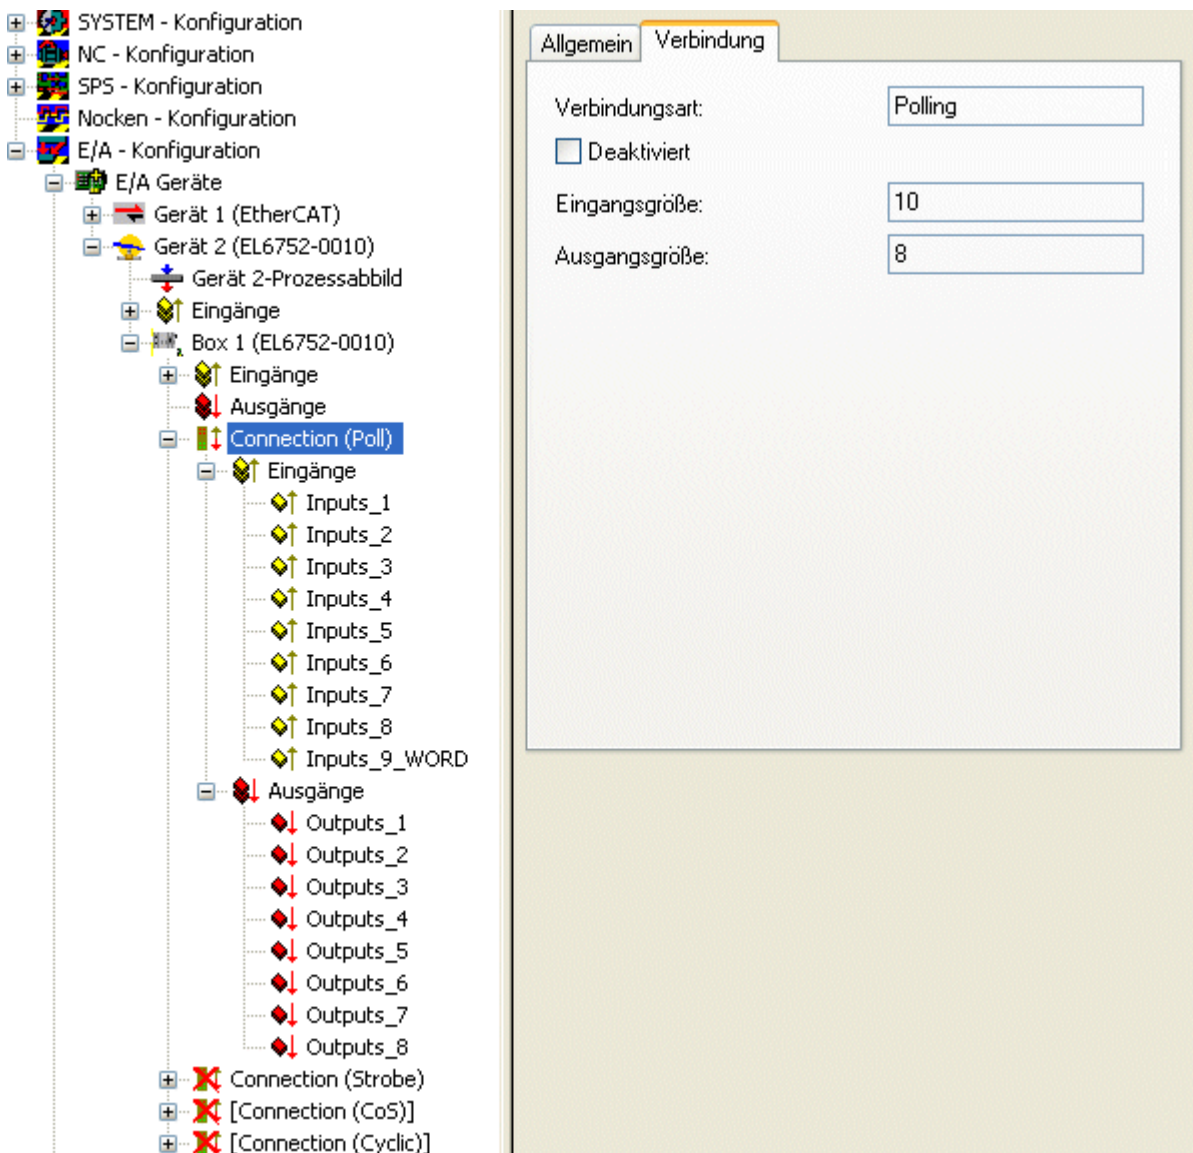 SYSTEM - Konfiguration
NC - Konfiguration
SPS - Konfiguration
Nocken - Konfiguration
E/A - Konfiguration
E/A Geräte
Gerät 1 (EtherCAT)
Gerät 2 (EL6752-0010)
Gerät 2-Prozessabbild
Eingänge
Box 1 (EL6752-0010)
Eingänge
Ausgänge
Connection (Poll)
Eingänge
Inputs_1
Inputs_2
Inputs_3
Inputs_4
Inputs_5
Inputs_6
Inputs_7
Inputs_8
Inputs_9_WORD
Ausgänge
Outputs_1
Outputs_2
Outputs_3
Outputs_4
Outputs_5
Outputs_6
Outputs_7
Outputs_8
Connection (Strobe)
[Connection (CoS)]
[Connection (Cyclic)]
Allgemein Verbindung
Verbindungsart: Polling
Deaktiviert
Eingangsgröße: 10
Ausgangsgröße: 8